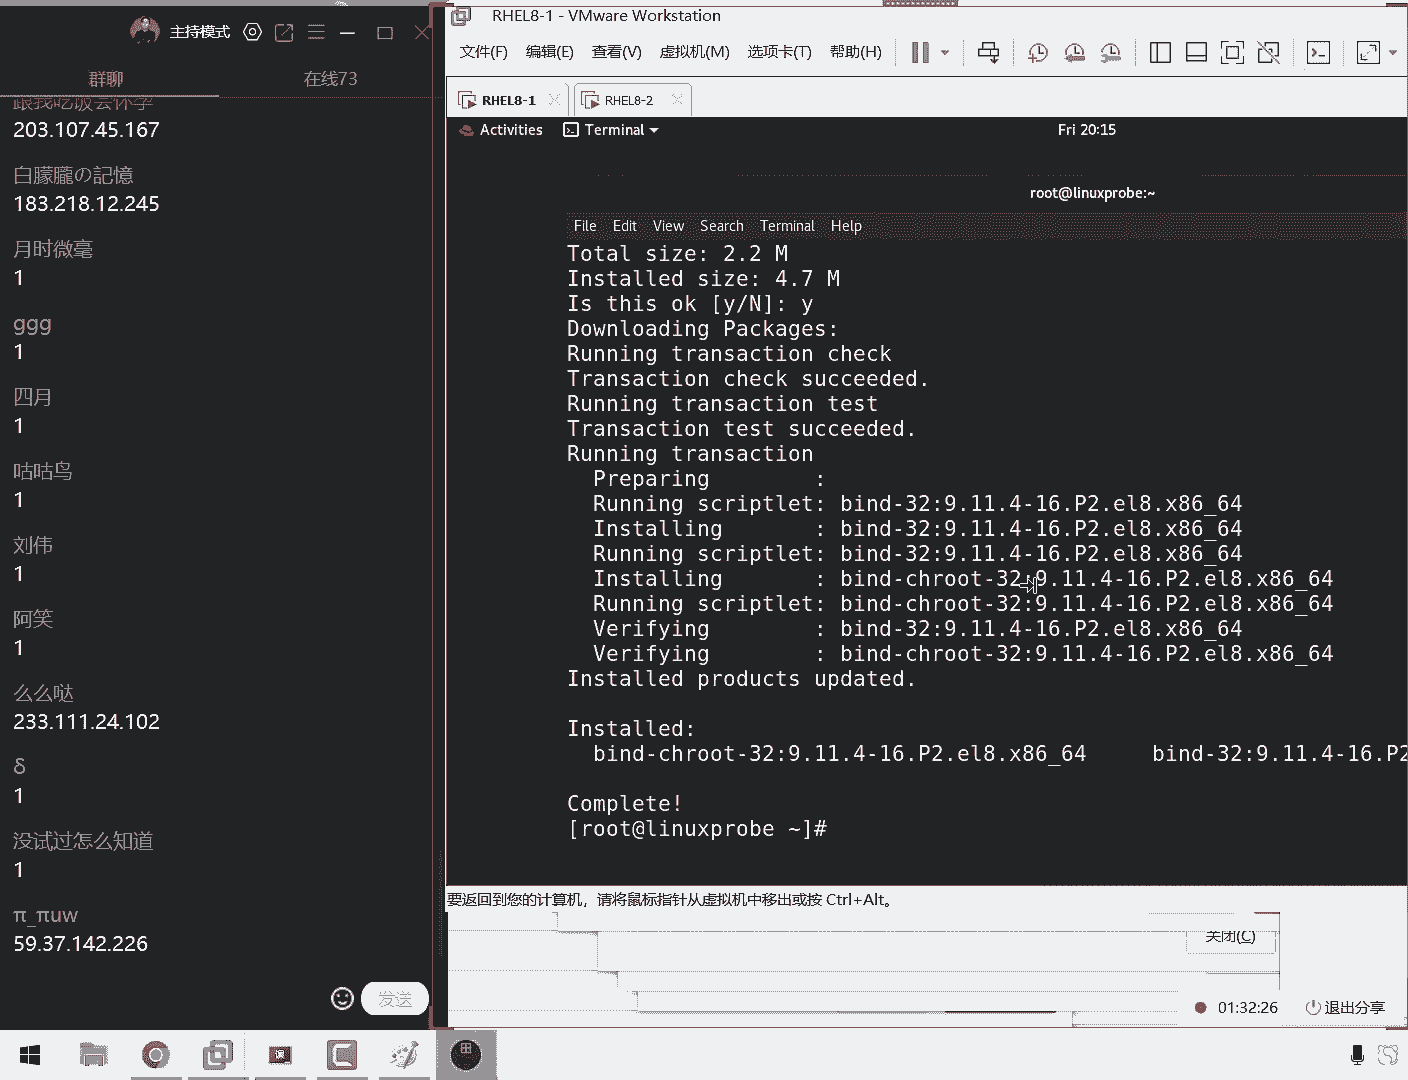 主持模式
群聊
在线73
跟我吃饭会怀孕
203.107.45.167
白朦朧の記憶
183.218.12.245
月时微毫
1
ggg
1
四月
1
咕咕鸟
1
刘伟
1
阿笑
1
么么哒
233.111.24.102
δ
1
没试过怎么知道
1
π_πuw
59.37.142.226
发送
RHEL8-1 - VMware Workstation
文件(F) 编辑(E) 查看(V) 虚拟机(M) 选项卡(T) 帮助(H)
RHEL8-1 RHEL8-2
Activities Terminal Fri 20:15
root@linuxprobe:~
File Edit View Search Terminal Help
Total size: 2.2 M
Installed size: 4.7 M
Is this ok [y/N]: y
Downloading Packages:
Running transaction check
Transaction check succeeded.
Running transaction test
Transaction test succeeded.
Running transaction
Preparing :
Running scriptlet: bind-32:9.11.4-16.P2.el8.x86_64
Installing : bind-32:9.11.4-16.P2.el8.x86_64
Running scriptlet: bind-32:9.11.4-16.P2.el8.x86_64
Installing : bind-chroot-32:9.11.4-16.P2.el8.x86_64
Running scriptlet: bind-chroot-32:9.11.4-16.P2.el8.x86_64
Verifying : bind-32:9.11.4-16.P2.el8.x86_64
Verifying : bind-chroot-32:9.11.4-16.P2.el8.x86_64
Installed products updated.
Installed:
bind-chroot-32:9.11.4-16.P2.el8.x86_64 bind-32:9.11.4-16.P2
Complete!
[root@linuxprobe ~]#
要返回到您的计算机，请将鼠标指针从虚拟机中移出或按 Ctrl+Alt。
关闭(C)
01:32:26 退出分享